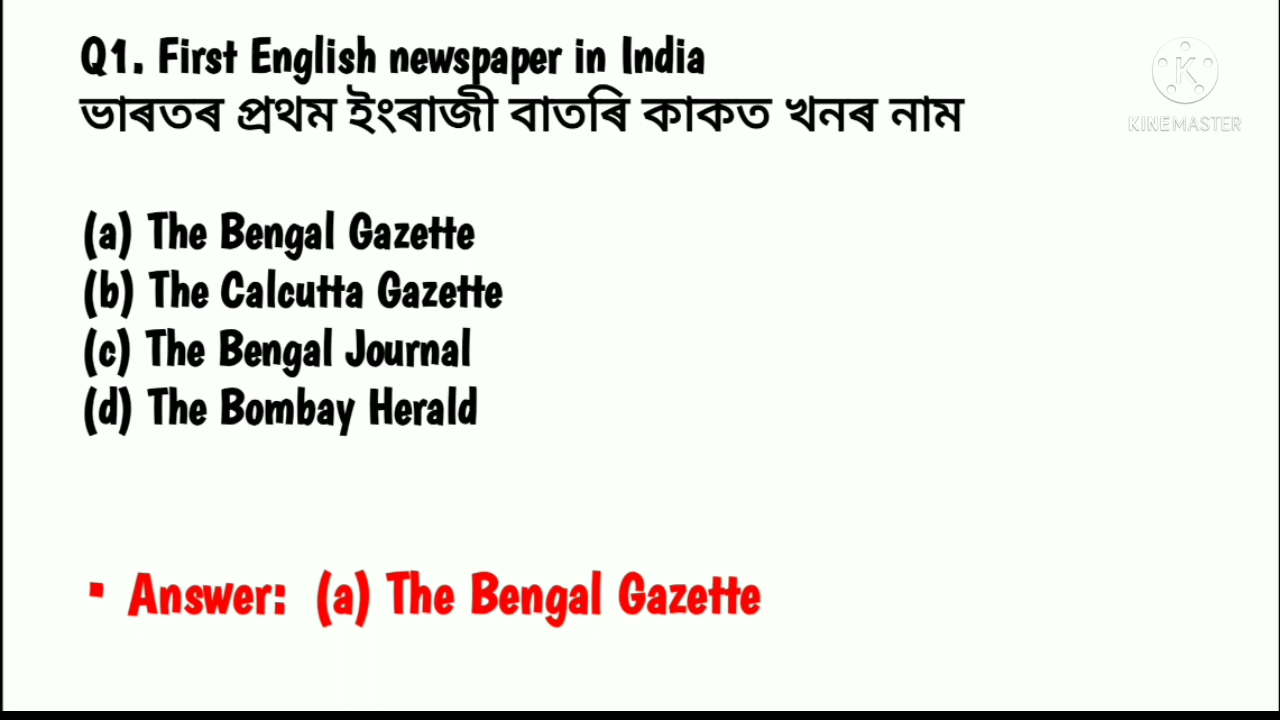 Q1. First English newspaper in India
ভাৰতৰ প্ৰথম ইংৰাজী বাতৰি কাকত খনৰ নাম
K
KINEMASTER
(a) The Bengal Gazette
(b) The Calcutta Gazette
(c) The Bengal Journal
(d) The Bombay Herald
▪ Answer: (a) The Bengal Gazette